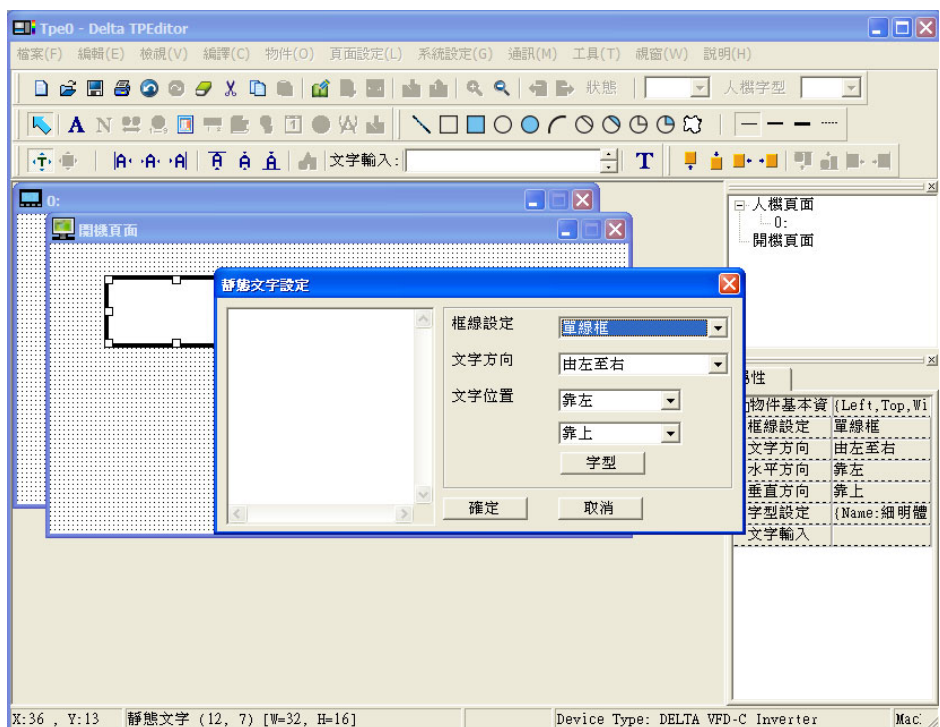 Tpe0 - Delta TPEditor
檔案(F) 編輯(E) 檢視(V) 編譯(C) 物件(O) 頁面設定(L) 系統設定(G) 通訊(M) 工具(T) 視窗(W) 說明(H)
狀態 人機字型
A N
A A A A A A 文字輸入: T
0:
開機頁面
靜態文字設定
框線設定 單線框
文字方向 由左至右
文字位置 靠左
靠上
字型
確定 取消
人機頁面
0:
開機頁面
性
物件基本資 {Left,Top,Wi
框線設定 單線框
文字方向 由左至右
水平方向 靠左
垂直方向 靠上
字型設定 {Name:細明體
文字輸入
X:36 , Y:13 靜態文字 (12, 7) [W=32, H=16] Device Type: DELTA VFD-C Inverter Mac